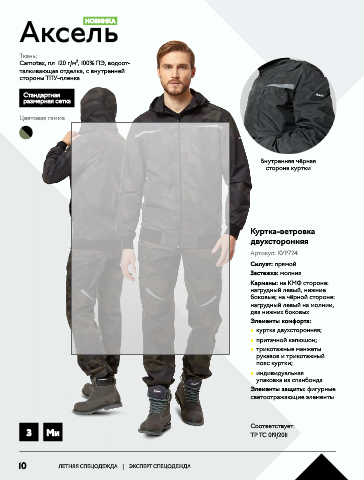 НОВИНКА
Аксель
Ткань:
Camotex, пл 120 г/м², 100% ПЭ, водоот-
талкивающая отделка, с внутренней
стороны ТПУ-пленка
Стандартная
размерная сетка
Цветовая гамма
Внутренняя чёрная
сторона куртки
Куртка-ветровка
двухсторонняя
Артикул:
Силуэт: прямой
Застежка: молния
Карманы: на КМФ стороне:
нагрудный левый, нижние
боковые; на чёрной стороне:
нагрудный левый на молнии,
два нижних боковых
Элементы комфорта:
куртка двухсторонняя;
притачной капюшон;
трикотажные манжеты
рукавов и трикотажный
пояс куртки;
индивидуальная
упаковка из спанбонда
Элементы защиты: фигурные
световозвращающие элементы
З Ми
Соответствует:
ТР ТС 019/2011
10 ЛЕТНЯЯ СПЕЦОДЕЖДА | ЭКСПЕРТ СПЕЦОДЕЖДА